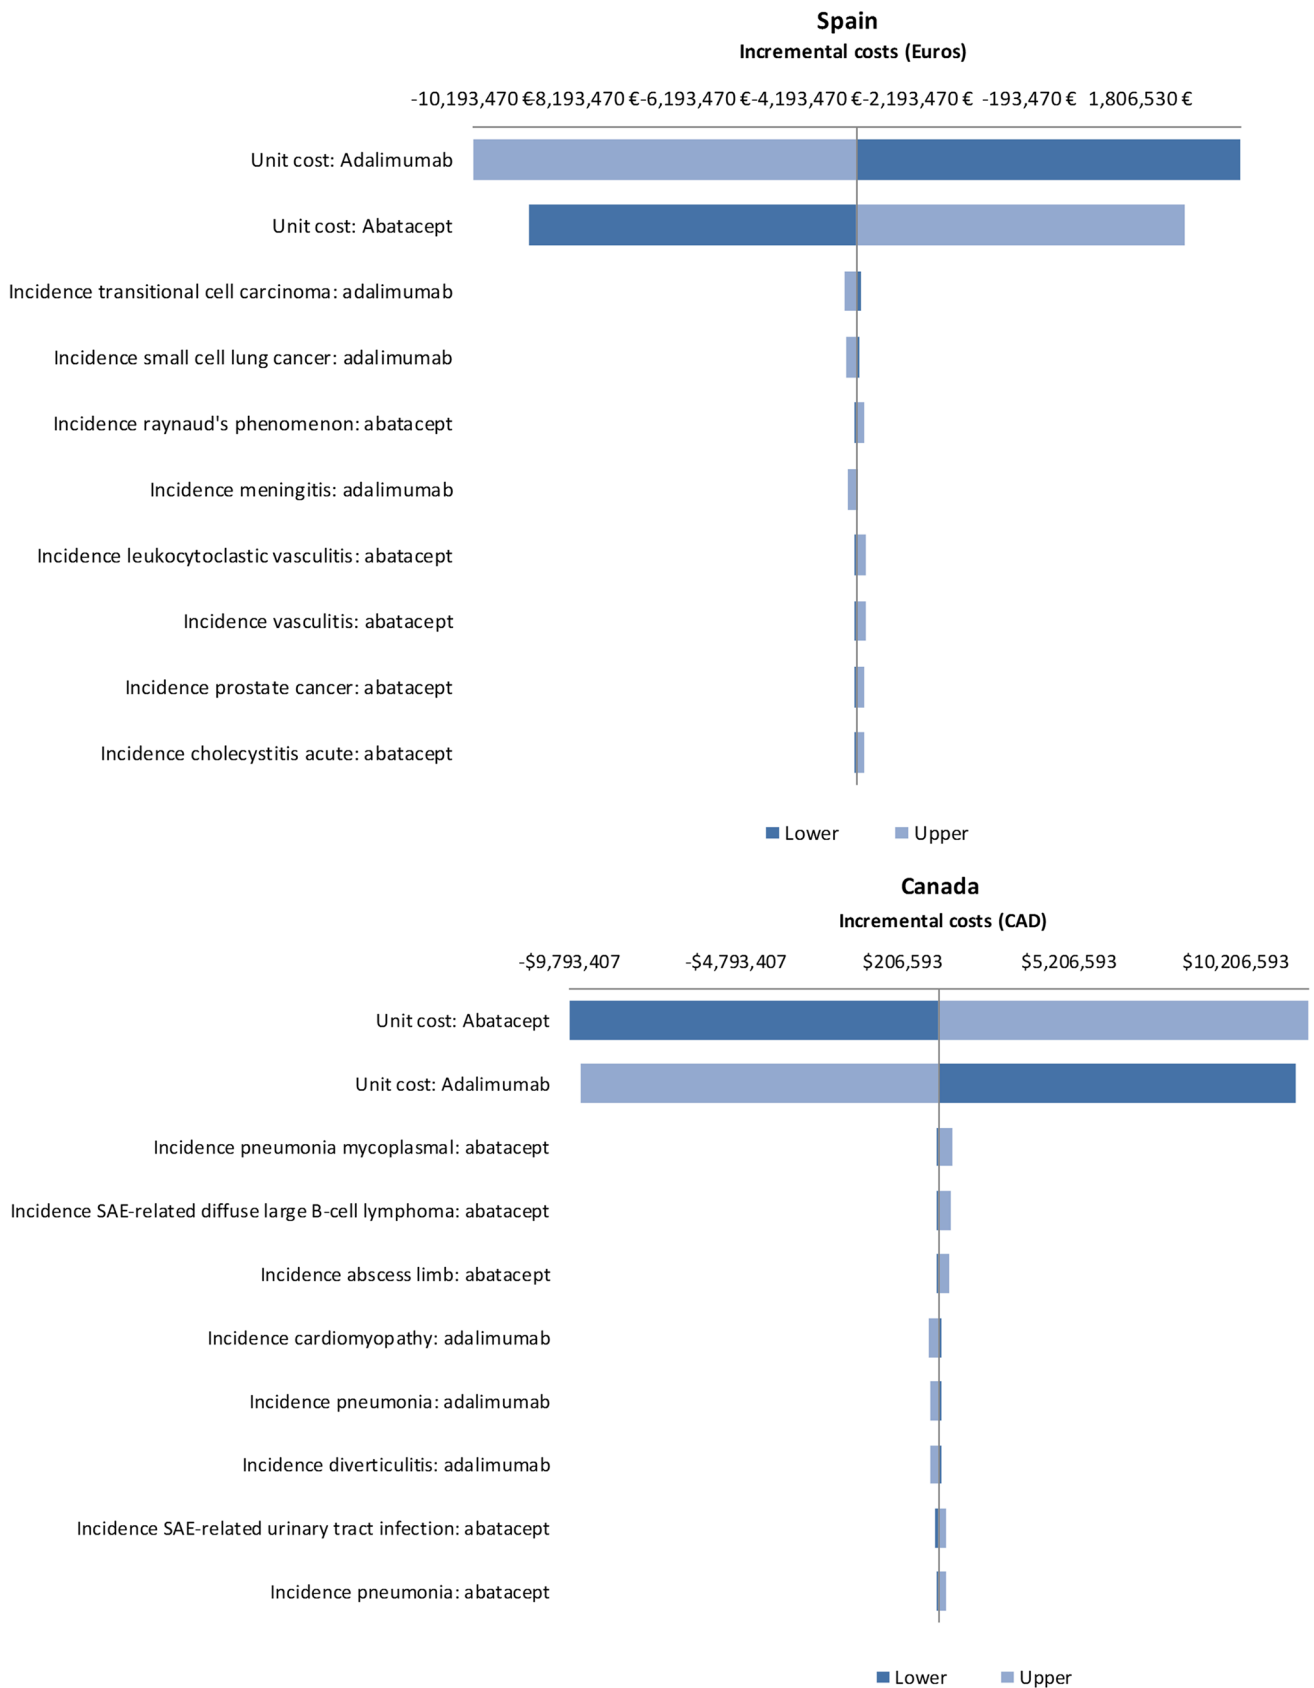 Spain
Incremental costs (Euros)
-10,193,470 €-8,193,470 €-6,193,470 €-4,193,470 €-2,193,470 € -193,470 € 1,806,530 €
Unit cost: Adalimumab
Unit cost: Abatacept
Incidence transitional cell carcinoma: adalimumab
Incidence small cell lung cancer: adalimumab
Incidence raynaud's phenomenon: abatacept
Incidence meningitis: adalimumab
Incidence leukocytoclastic vasculitis: abatacept
Incidence vasculitis: abatacept
Incidence prostate cancer: abatacept
Incidence cholecystitis acute: abatacept
Lower Upper
Canada
Incremental costs (CAD)
-$9,793,407 -$4,793,407 $206,593 $5,206,593 $10,206,593
Unit cost: Abatacept
Unit cost: Adalimumab
Incidence pneumonia mycoplasmal: abatacept
Incidence SAE-related diffuse large B-cell lymphoma: abatacept
Incidence abscess limb: abatacept
Incidence cardiomyopathy: adalimumab
Incidence pneumonia: adalimumab
Incidence diverticulitis: adalimumab
Incidence SAE-related urinary tract infection: abatacept
Incidence pneumonia: abatacept
Lower Upper